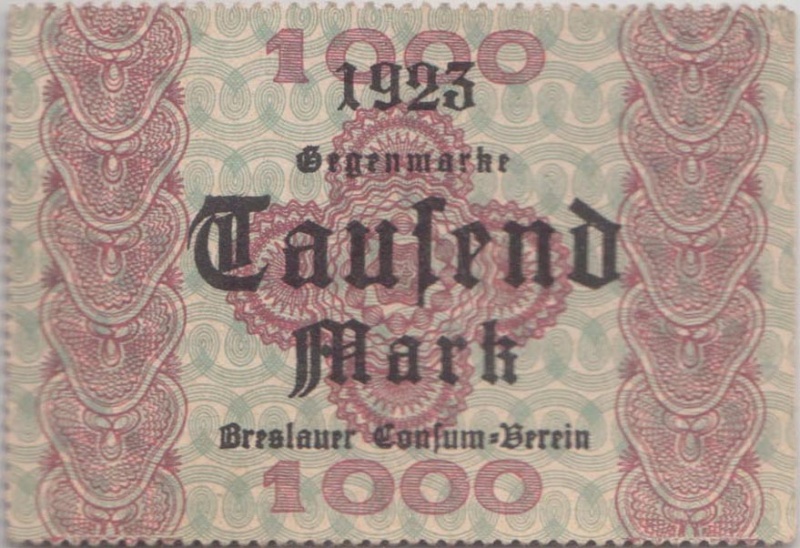 1000
1923
Gegenmarke
Tauſend
Mark
Breslauer Conſum=Verein
1000